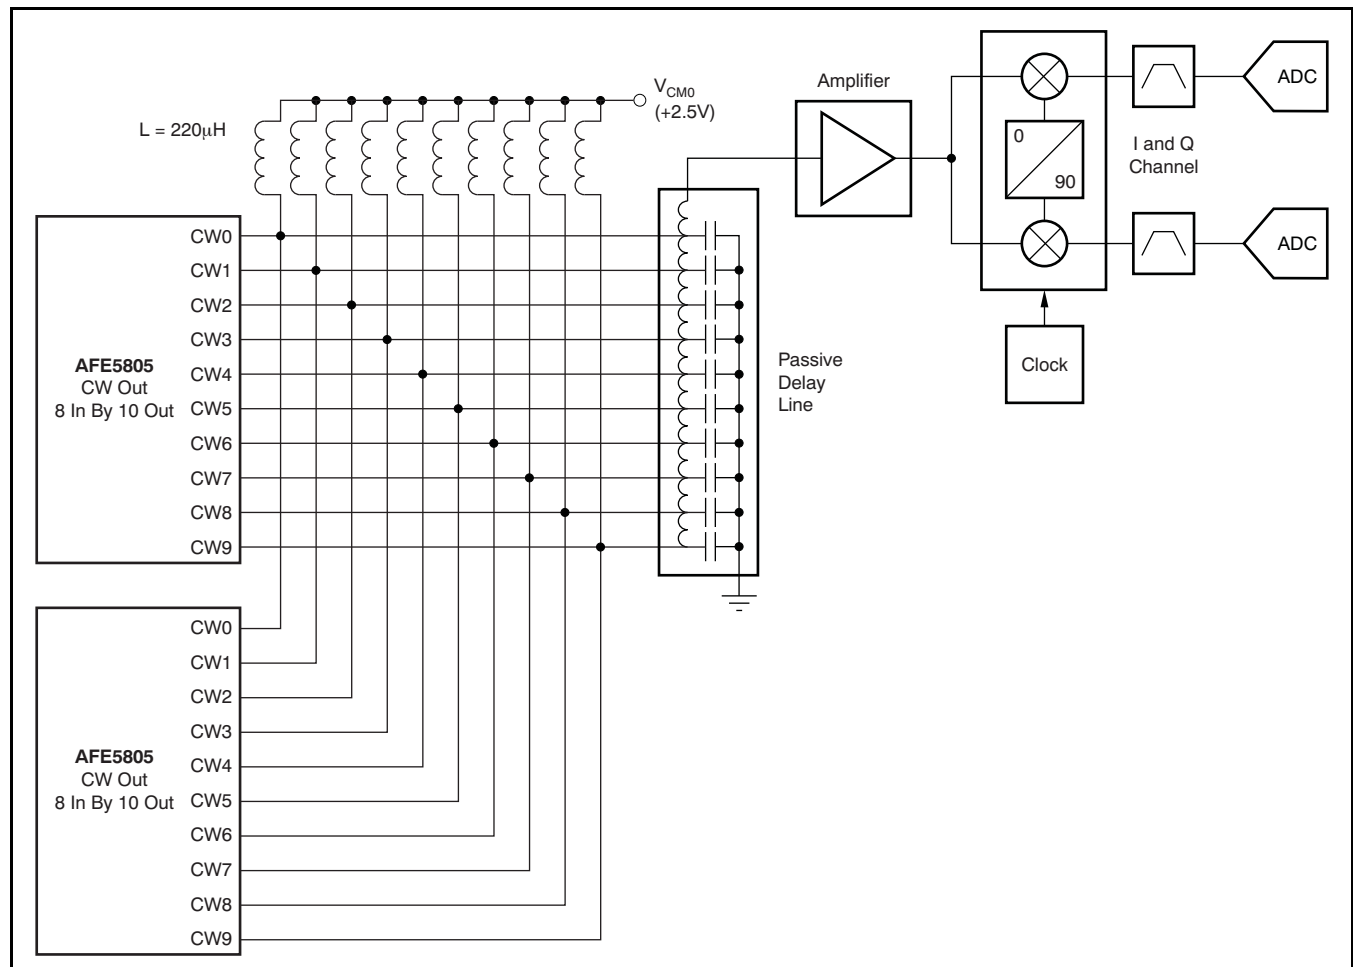 L = 220μH
VCM0
(+2.5V)
Amplifier
ADC
0
90
I and Q
Channel
ADC
Clock
Passive
Delay
Line
AFE5805
CW Out
8 In By 10 Out
CW0
CW1
CW2
CW3
CW4
CW5
CW6
CW7
CW8
CW9
AFE5805
CW Out
8 In By 10 Out
CW0
CW1
CW2
CW3
CW4
CW5
CW6
CW7
CW8
CW9